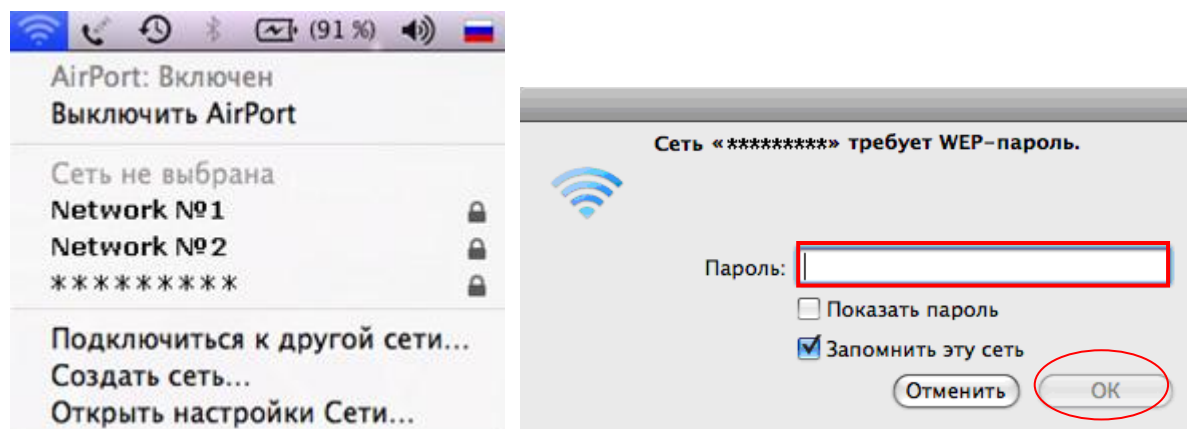 (91 %)
AirPort: Включен
Выключить AirPort
Сеть не выбрана
Network №1
Network №2
*********
Подключиться к другой сети...
Создать сеть...
Открыть настройки Сети...
Сеть «*********» требует WEP-пароль.
Пароль:
Показать пароль
Запомнить эту сеть
Отменить
OK